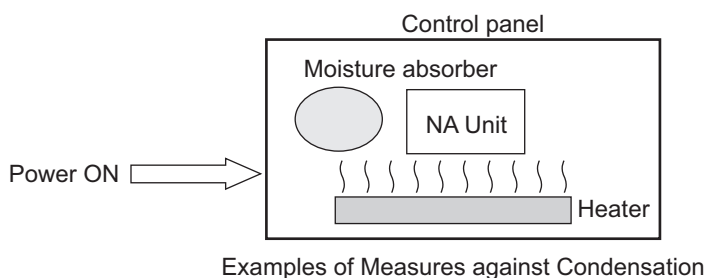 Control panel
Moisture absorber
NA Unit
Power ON
Heater
Examples of Measures against Condensation